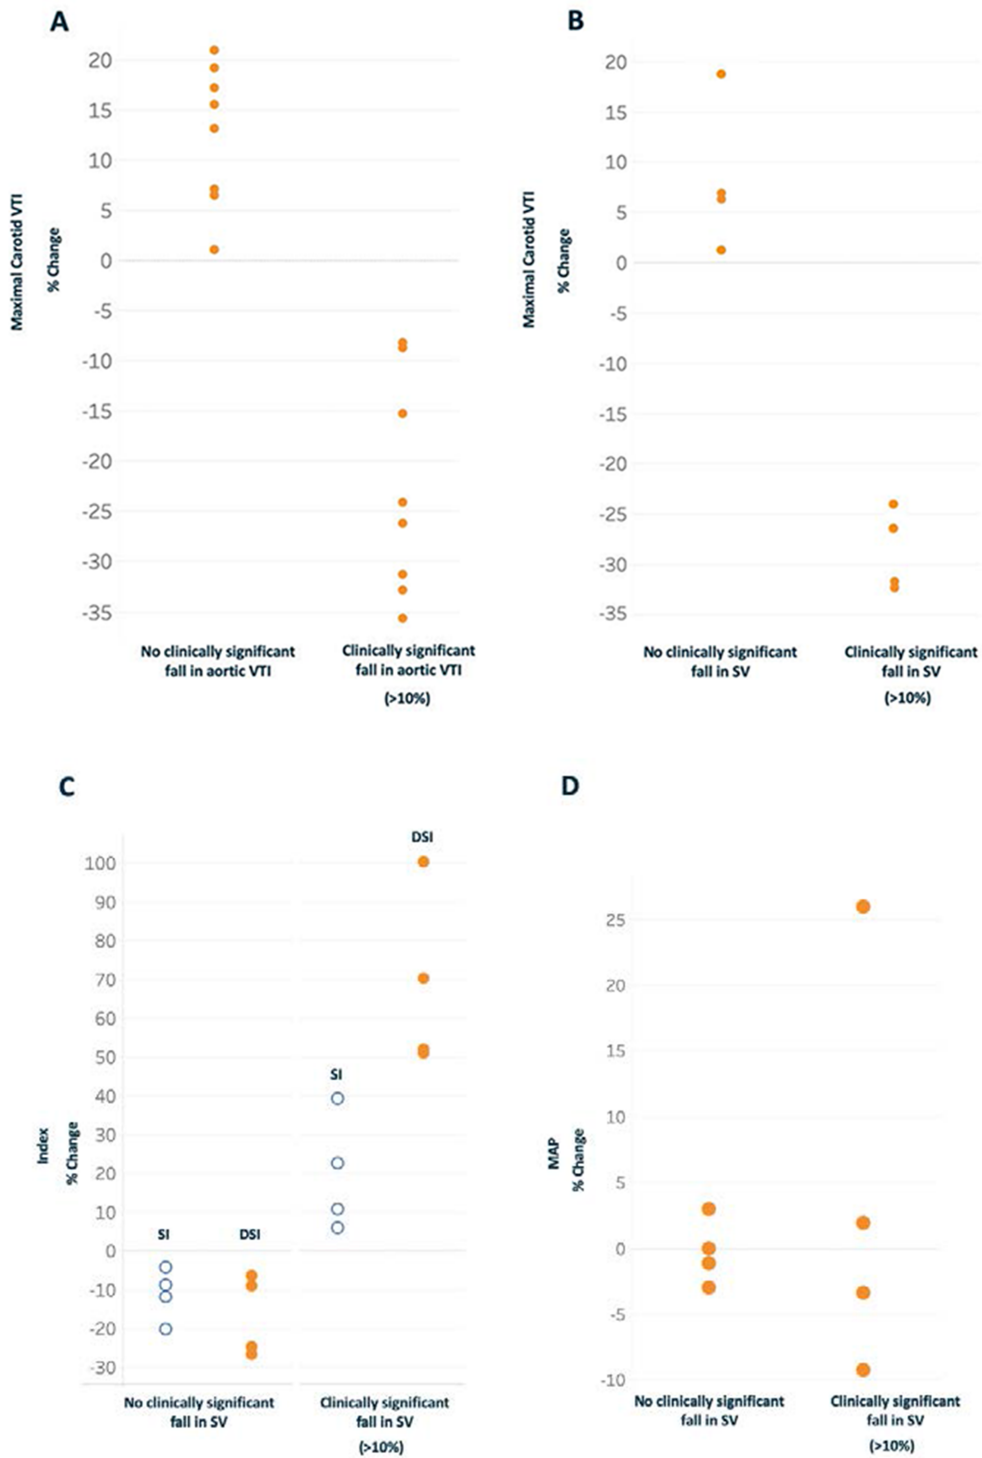 A
20
15
10
5
0
-5
-10
-15
-20
-25
-30
-35
Maximal Carotid VTI
% Change
No clinically significant
fall in aortic VTI
Clinically significant
fall in aortic VTI
(>10%)
B
20
15
10
5
0
-5
-10
-15
-20
-25
-30
-35
Maximal Carotid VTI
% Change
No clinically significant
fall in SV
Clinically significant
fall in SV
(>10%)
C
DSI
100
90
80
70
60
50
40
30
20
10
0
-10
-20
-30
Index
% Change
SI
SI
DSI
No clinically significant
fall in SV
Clinically significant
fall in SV
(>10%)
D
25
20
15
10
5
0
-5
-10
MAP
% Change
No clinically significant
fall in SV
Clinically significant
fall in SV
(>10%)